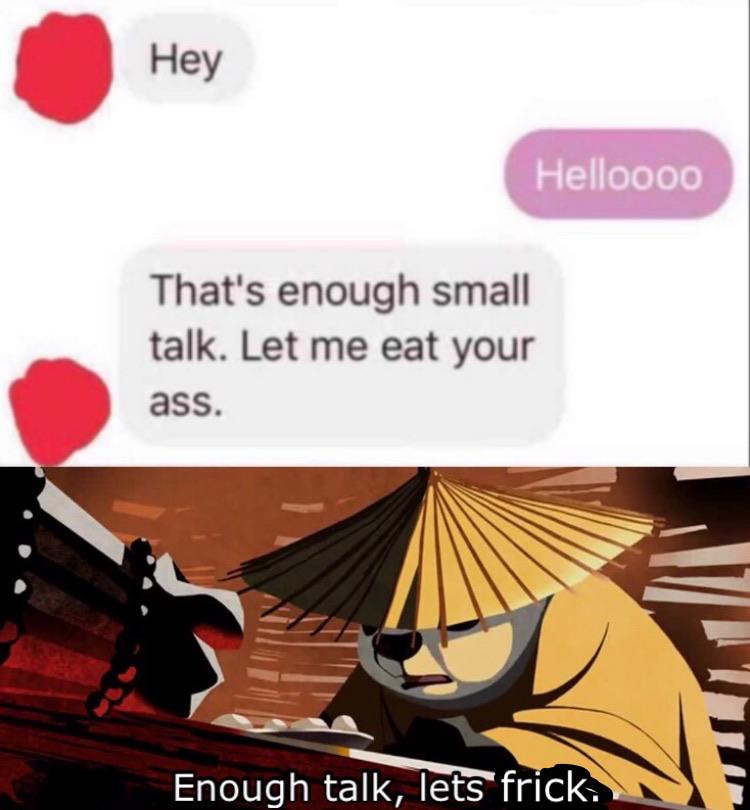 Hey
Helloooo
That's enough small
talk. Let me eat your
ass.
Enough talk, lets frick.